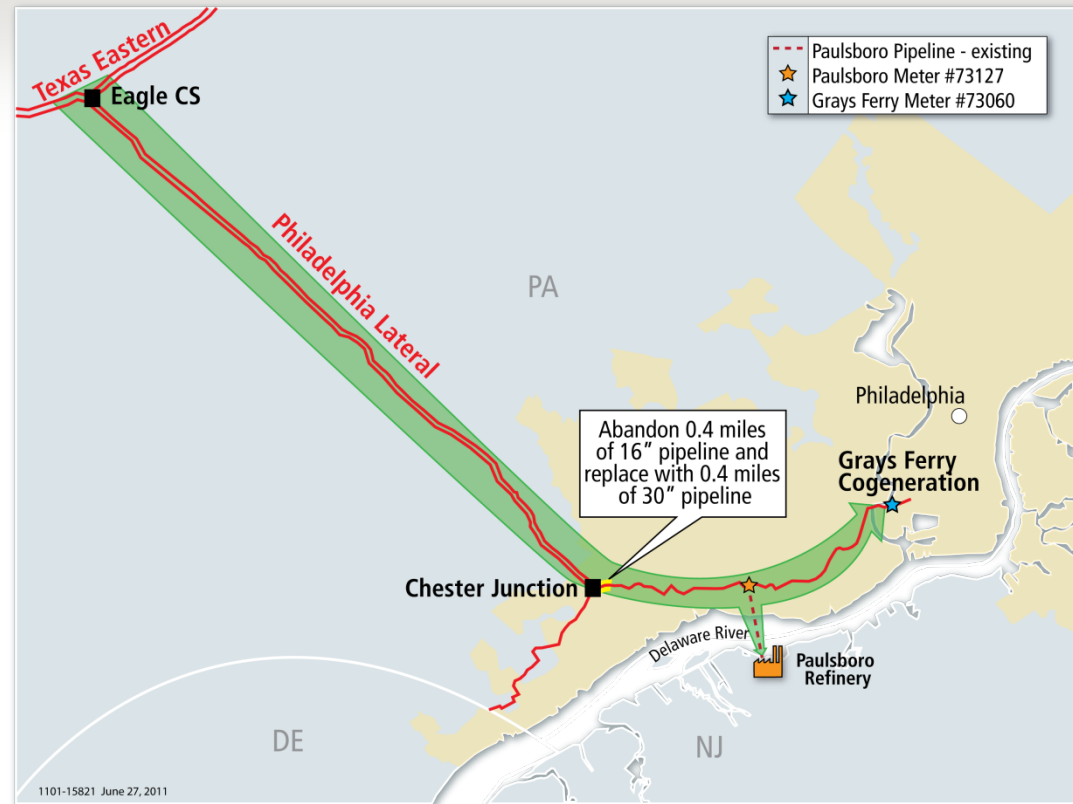 Texas Eastern
Eagle CS
Paulsboro Pipeline - existing
Paulsboro Meter #73127
Grays Ferry Meter #73060
Philadelphia Lateral
PA
Philadelphia
Abandon 0.4 miles
of 16” pipeline and
replace with 0.4 miles
of 30” pipeline
Grays Ferry
Cogeneration
Chester Junction
Delaware River
Paulsboro
Refinery
DE
NJ
1101-15821 June 27, 2011